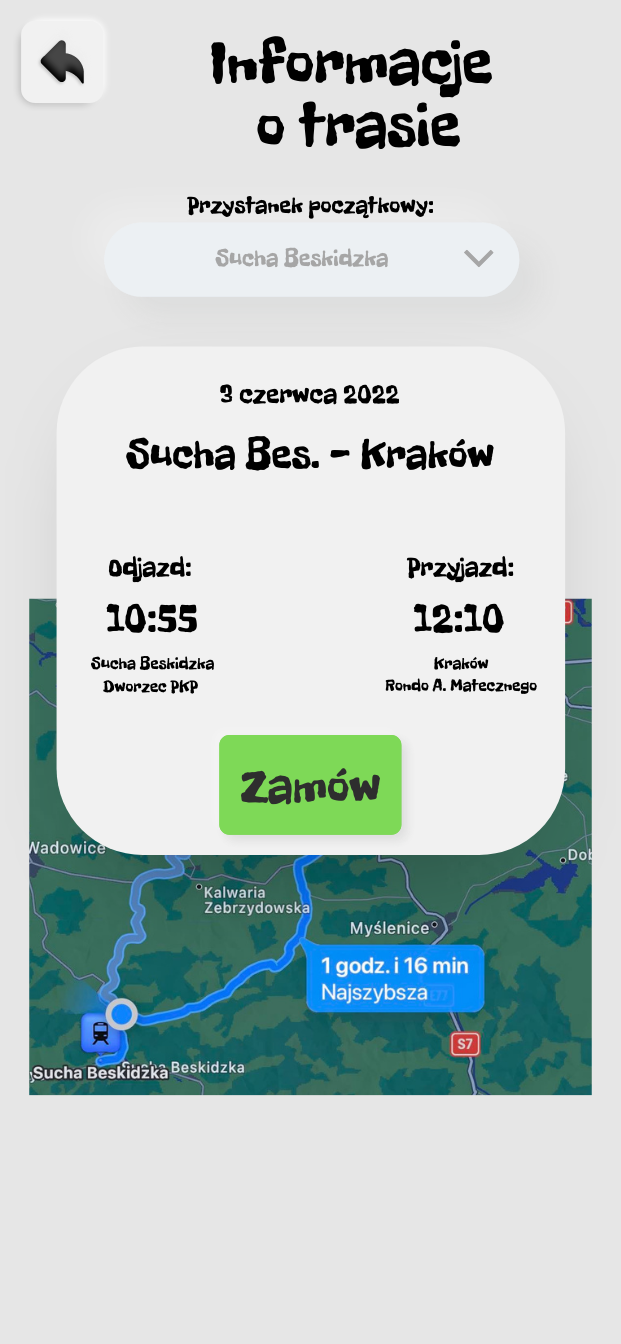 Informacje
o trasie
Przystanek początkowy:
Sucha Beskidzka
3 czerwca 2022
Sucha Bes. - Kraków
Odjazd:
Przyjazd:
10:55
12:10
Sucha Beskidzka
Dworzec PKP
Kraków
Rondo A. Matecznego
Zamów
Wadowice
Dob
Kalwaria
Zebrzydowska
Myślenice
1 godz. i 16 min
Najszybsza
S7
Sucha Beskidzka
Sucha Beskidzka